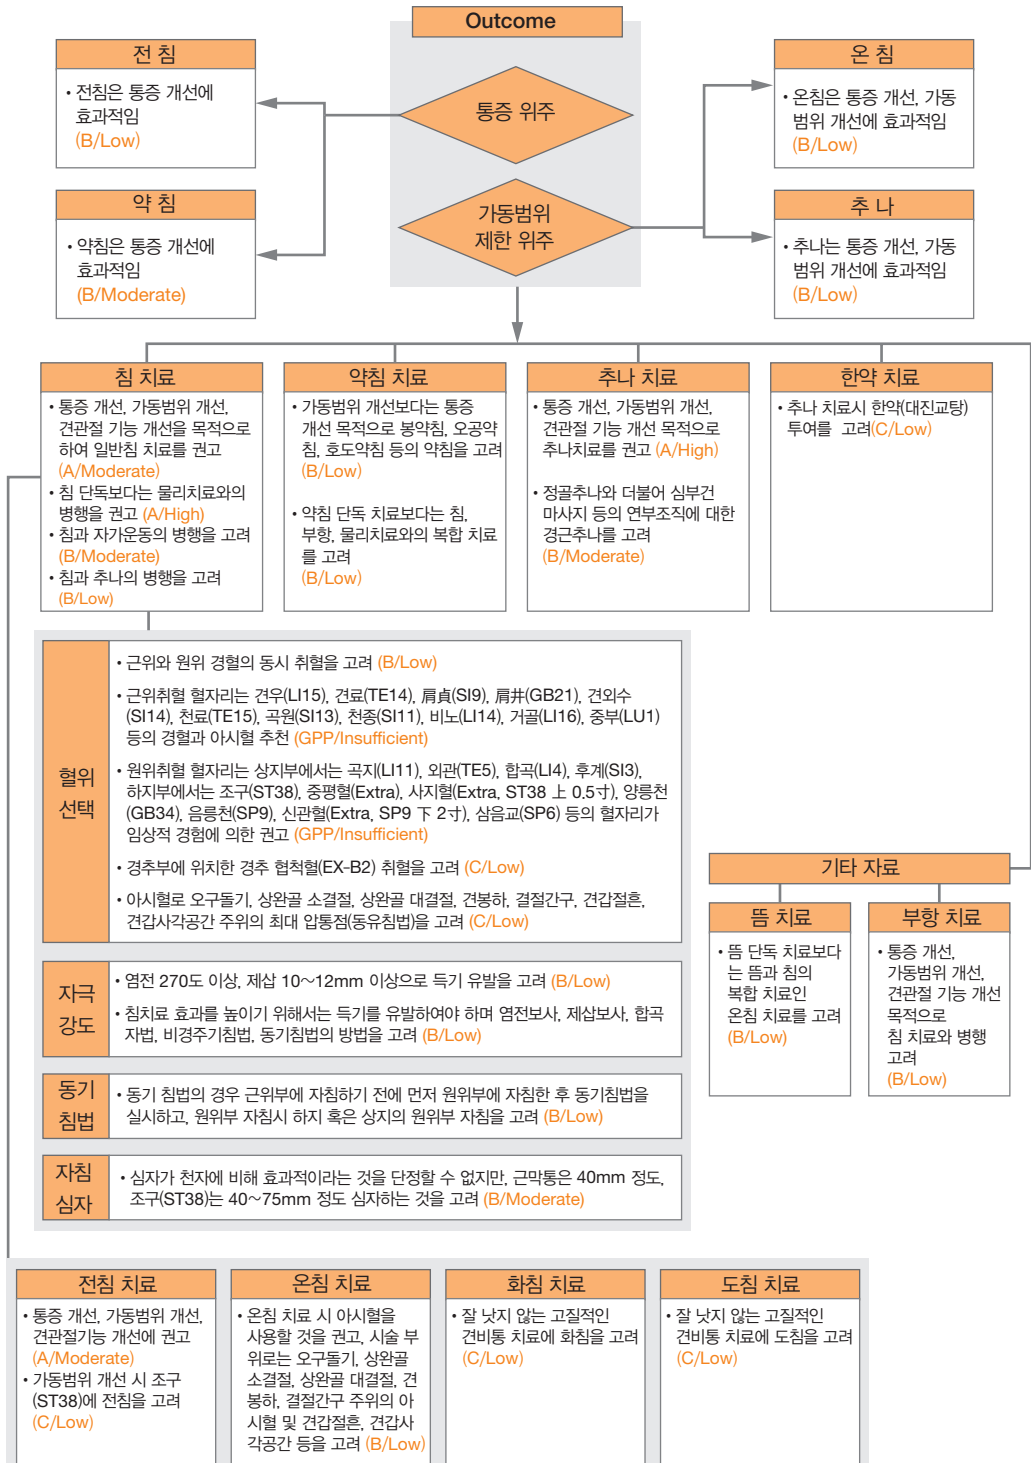 Outcome
전 침
• 전침은 통증 개선에
효과적임
(B/Low)
통증 위주
온 침
• 온침은 통증 개선, 가동
범위 개선에 효과적임
(B/Low)
약 침
• 약침은 통증 개선에
효과적임
(B/Moderate)
가동범위
제한 위주
추 나
• 추나는 통증 개선, 가동
범위 개선에 효과적임
(B/Low)
침 치료
• 통증 개선, 가동범위 개선,
견관절 기능 개선을 목적으로
하여 일반침 치료를 권고
(A/Moderate)
• 침 단독보다는 물리치료와의
병행을 권고 (A/High)
• 침과 자가운동의 병행을 고려
(B/Moderate)
• 침과 추나의 병행을 고려
(B/Low)
약침 치료
• 가동범위 개선보다는 통증
개선 목적으로 봉약침, 오공약
침, 호도약침 등의 약침을 고려
(B/Low)
• 약침 단독 치료보다는 침,
부항, 물리치료와의 복합 치료
를 고려
(B/Low)
추나 치료
• 통증 개선, 가동범위 개선,
견관절 기능 개선 목적으로
추나치료를 권고 (A/High)
• 정골추나와 더불어 심부건
마사지 등의 연부조직에 대한
경근추나를 고려
(B/Moderate)
한약 치료
• 추나 치료시 한약(대진교탕)
투여를 고려(C/Low)
혈위
선택
• 근위와 원위 경혈의 동시 취혈을 고려 (B/Low)
• 근위취혈 혈자리는 견우(LI15), 견료(TE14), 肩貞(SI9), 肩井(GB21), 견외수
(SI14), 천료(TE15), 곡원(SI13), 천종(SI11), 비노(LI14), 거골(LI16), 중부(LU1)
등의 경혈과 아시혈 추천 (GPP/Insufficient)
• 원위취혈 혈자리는 상지부에서는 곡지(LI11), 외관(TE5), 합곡(LI4), 후계(SI3),
하지부에서는 조구(ST38), 중평혈(Extra), 사지혈(Extra, ST38 上 0.5寸), 양릉천
(GB34), 음릉천(SP9), 신관혈(Extra, SP9 下 2寸), 삼음교(SP6) 등의 혈자리가
임상적 경험에 의한 권고 (GPP/Insufficient)
• 경추부에 위치한 경추 협척혈(EX-B2) 취혈을 고려 (C/Low)
• 아시혈로 오구돌기, 상완골 소결절, 상완골 대결절, 견봉하, 결절간구, 견갑절흔,
견갑사각공간 주위의 최대 압통점(동유침법)을 고려 (C/Low)
자극
강도
• 염전 270도 이상, 제삽 10～12mm 이상으로 득기 유발을 고려 (B/Low)
• 침치료 효과를 높이기 위해서는 득기를 유발하여야 하며 염전보사, 제삽보사, 합곡
자법, 비경주기침법, 동기침법의 방법을 고려 (B/Low)
동기
침법
• 동기 침법의 경우 근위부에 자침하기 전에 먼저 원위부에 자침한 후 동기침법을
실시하고, 원위부 자침시 하지 혹은 상지의 원위부 자침을 고려 (B/Low)
자침
심자
• 심자가 천자에 비해 효과적이라는 것을 단정할 수 없지만, 근막통은 40mm 정도,
조구(ST38)는 40～75mm 정도 심자하는 것을 고려 (B/Moderate)
기타 자료
뜸 치료
• 뜸 단독 치료보다
는 뜸과 침의
복합 치료인
온침 치료를 고려
(B/Low)
부항 치료
• 통증 개선,
가동범위 개선,
견관절 기능 개선
목적으로
침 치료와 병행
고려
(B/Low)
전침 치료
• 통증 개선, 가동범위 개선,
견관절기능 개선에 권고
(A/Moderate)
• 가동범위 개선 시 조구
(ST38)에 전침을 고려
(C/Low)
온침 치료
• 온침 치료 시 아시혈을
사용할 것을 권고, 시술 부
위로는 오구돌기, 상완골
소결절, 상완골 대결절, 견
봉하, 결절간구 주위의 아
시혈 및 견갑절흔, 견갑사
각공간 등을 고려 (B/Low)
화침 치료
• 잘 낫지 않는 고질적인
견비통 치료에 화침을 고려
(C/Low)
도침 치료
• 잘 낫지 않는 고질적인
견비통 치료에 도침을 고려
(C/Low)